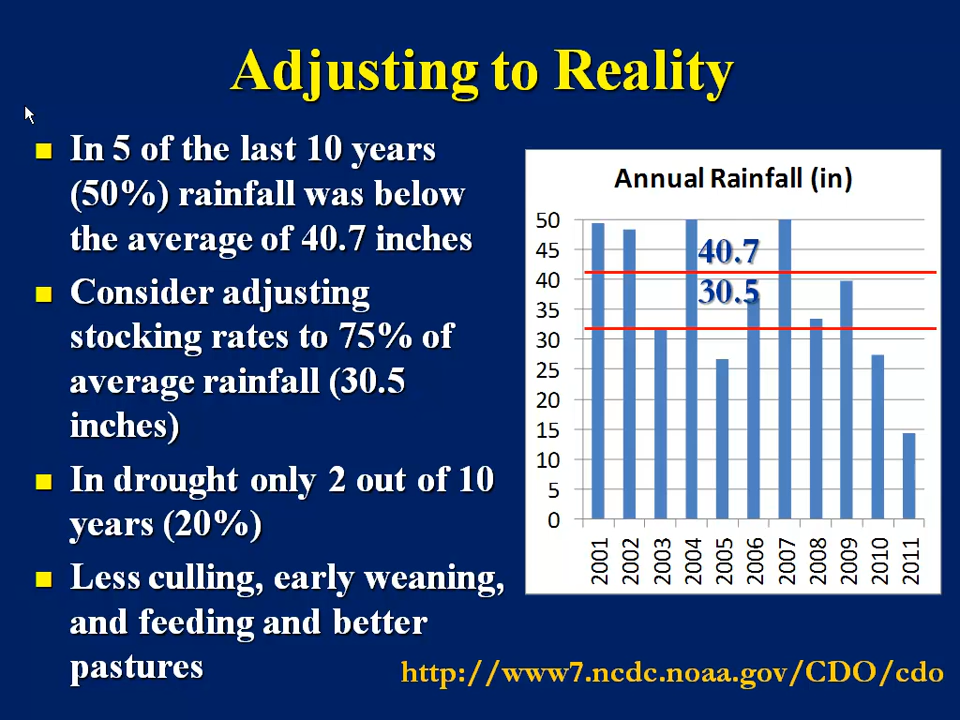 Adjusting to Reality
In 5 of the last 10 years
(50%) rainfall was below
the average of 40.7 inches
Consider adjusting
stocking rates to 75% of
average rainfall (30.5
inches)
In drought only 2 out of 10
years (20%)
Less culling, early weaning,
and feeding and better
pastures
Annual Rainfall (in)
50
45
40
35
30
25
20
15
10
5
0
40.7
30.5
2001
2002
2003
2004
2005
2006
2007
2008
2009
2010
2011
http://www7.ncdc.noaa.gov/CDO/cdo